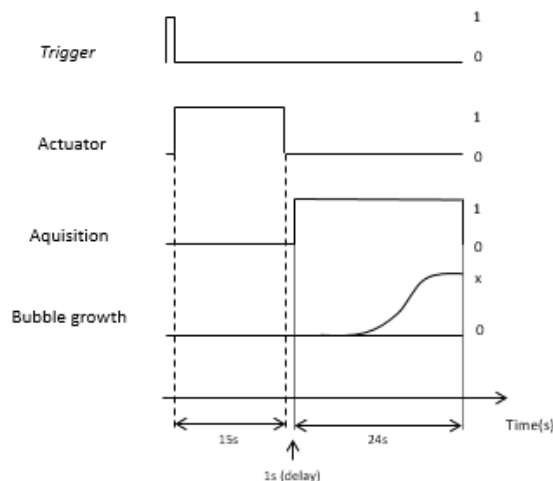 1
Trigger
0
1
Actuator
0
Aquisition
1
0
x
Bubble growth
0
Time(s)
15s
24s
1s (delay)